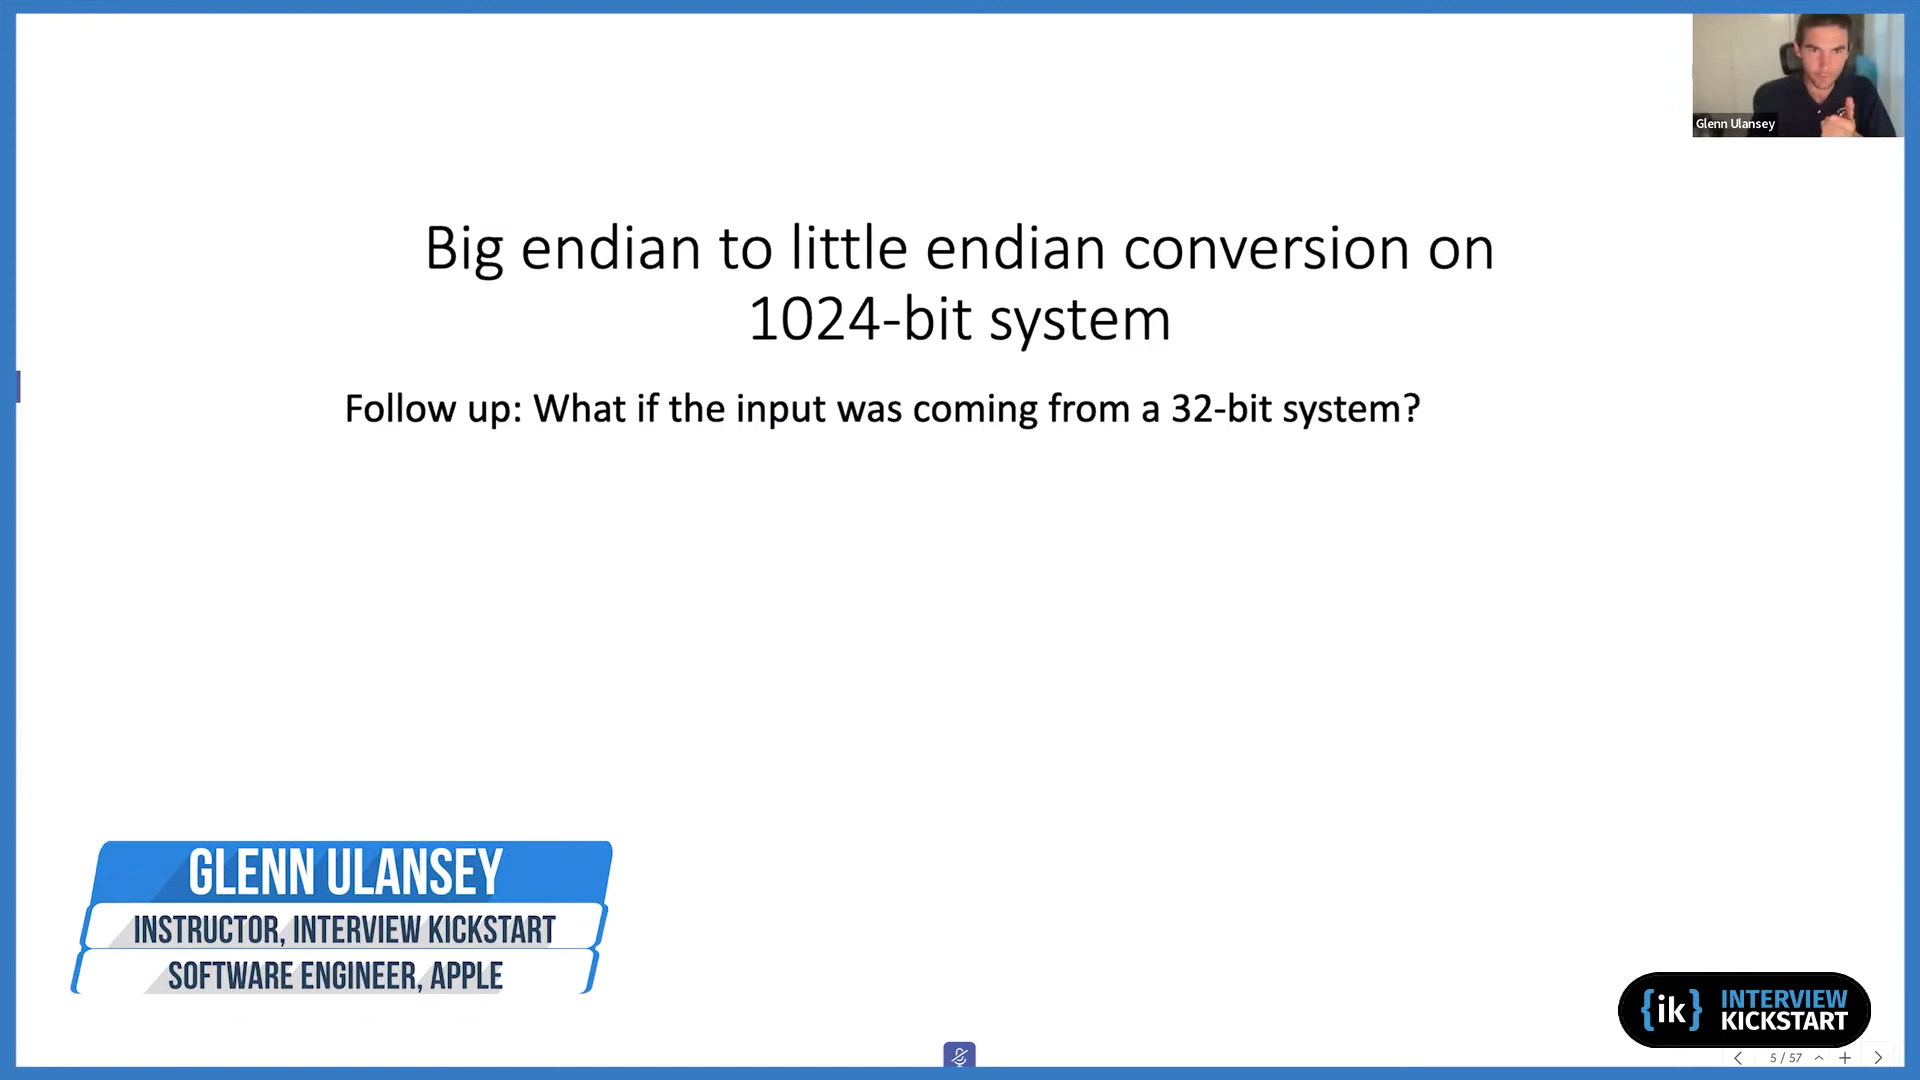 Glenn Ulansey
Big endian to little endian conversion on
1024-bit system
Follow up: What if the input was coming from a 32-bit system?
GLENN ULANSEY
INSTRUCTOR, INTERVIEW KICKSTART
SOFTWARE ENGINEER, APPLE
{ik} INTERVIEW
KICKSTART
5 / 57